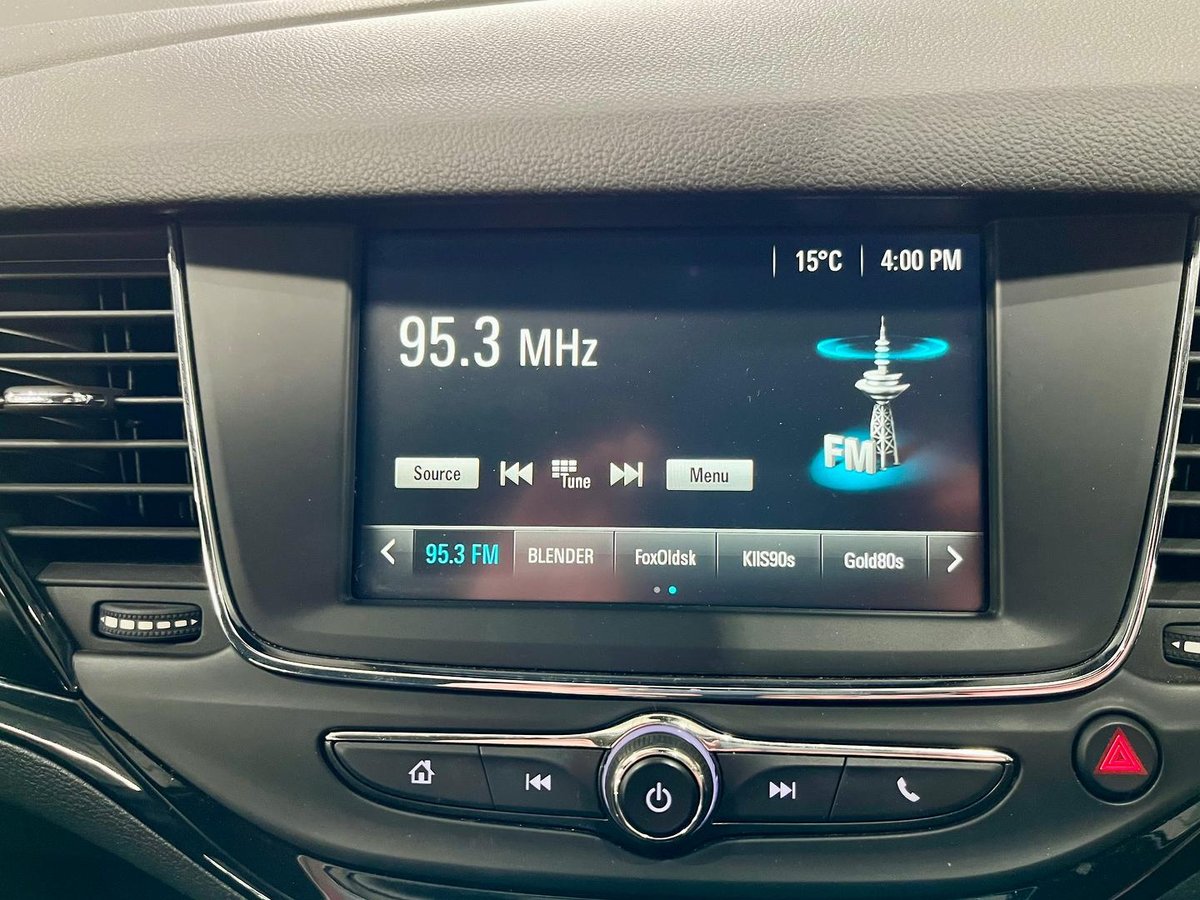 15°C 4:00 PM
95.3 MHz
FM
Source Tune Menu
95.3 FM BLENDER FoxOldsk KIIS90s Gold80s